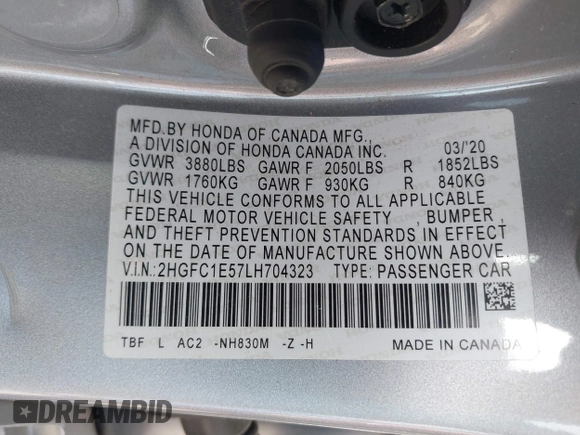 MFD.BY HONDA OF CANADA MFG.,
A DIVISION OF HONDA CANADA INC. 03/'20
GVWR 3880LBS GAWR F 2050LBS R 1852LBS
GVWR 1760KG GAWR F 930KG R 840KG
THIS VEHICLE CONFORMS TO ALL APPLICABLE
FEDERAL MOTOR VEHICLE SAFETY , BUMPER ,
AND THEFT PREVENTION STANDARDS IN EFFECT
ON THE DATE OF MANUFACTURE SHOWN ABOVE.
V.I.N.:2HGFC1E57LH704323 TYPE: PASSENGER CAR
TBF L AC2 -NH830M -Z -H MADE IN CANADA
DREAMBID